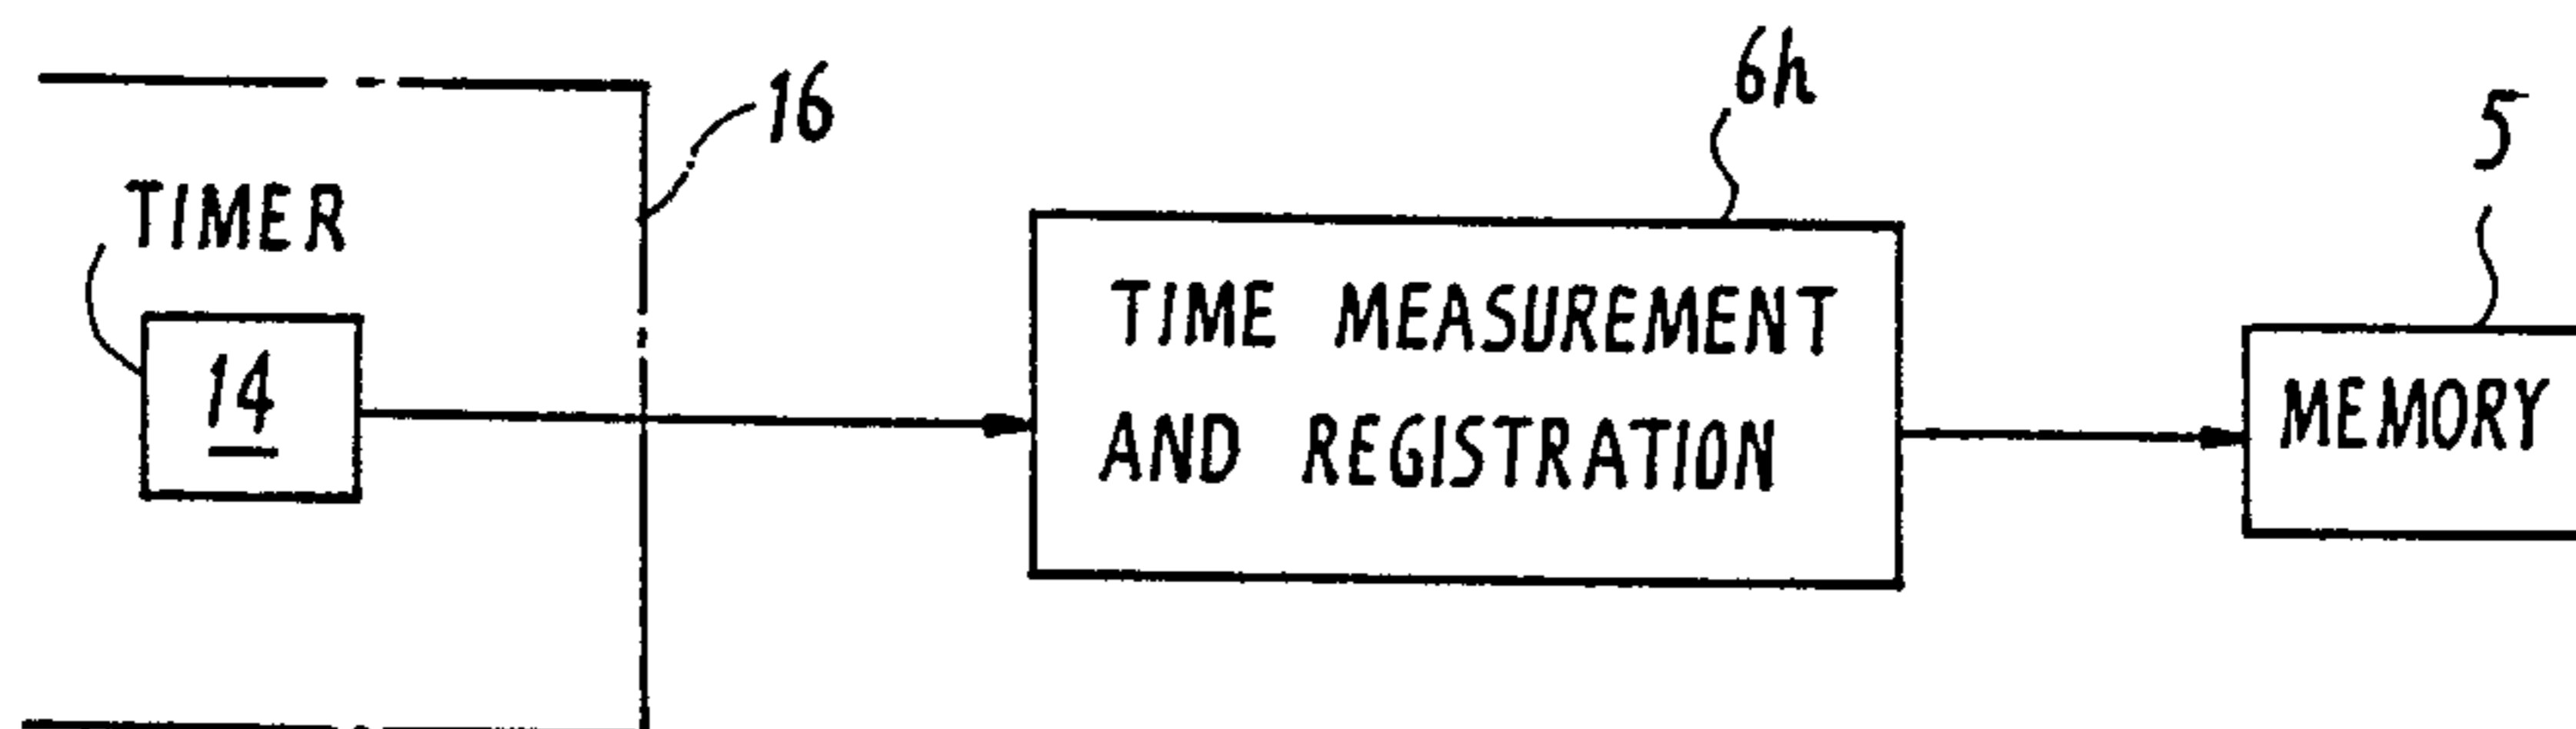 16
6h
5
TIMER
14
TIME MEASUREMENT
AND REGISTRATION
MEMORY